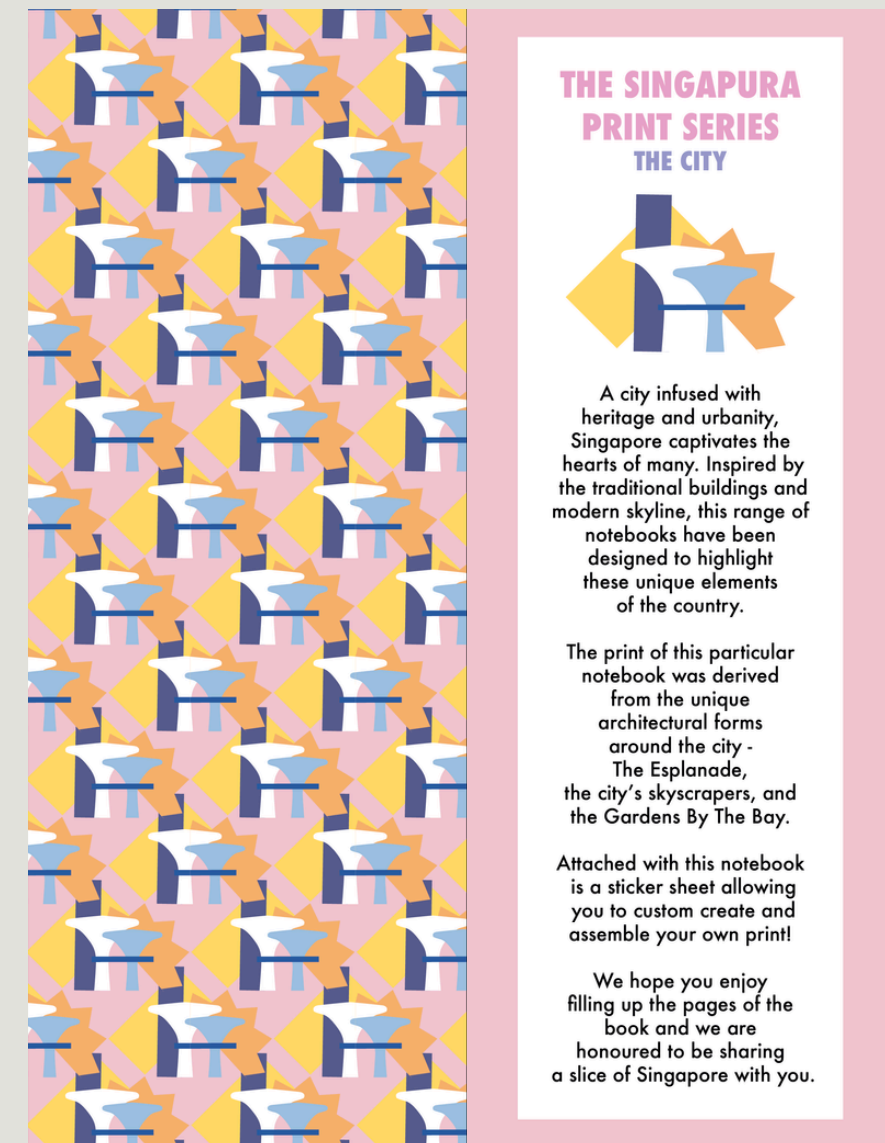 THE SINGAPURA
PRINT SERIES
THE CITY
A city infused with
heritage and urbanity,
Singapore captivates the
hearts of many. Inspired by
the traditional buildings and
modern skyline, this range of
notebooks have been
designed to highlight
these unique elements
of the country.
The print of this particular
notebook was derived
from the unique
architectural forms
around the city -
The Esplanade,
the city's skyscrapers, and
the Gardens By The Bay.
Attached with this notebook
is a sticker sheet allowing
you to custom create and
assemble your own print!
We hope you enjoy
filling up the pages of the
book and we are
honoured to be sharing
a slice of Singapore with you.